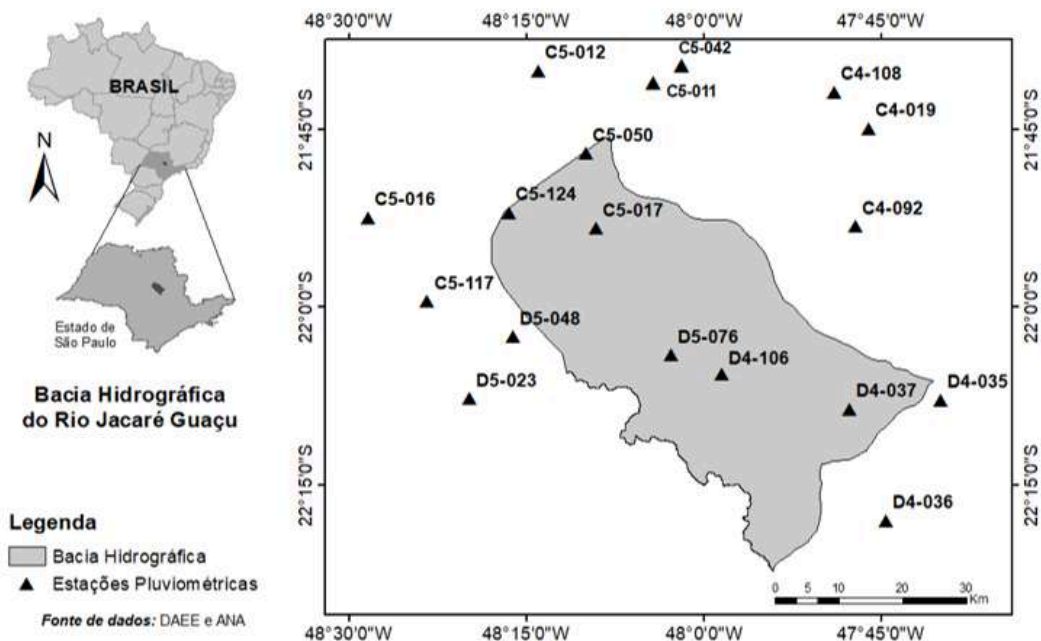 48°30'0"W 48°15'0"W 48°0'0"W 47°45'0"W
BRASIL
N
Estado de
São Paulo
Bacia Hidrográfica
do Rio Jacaré Guaçu
Legenda
Bacia Hidrográfica
Estações Pluviométricas
Fonte de dados: DAEE e ANA
C5-012
C5-042
C5-011
C4-108
C4-019
C5-050
C5-016
C5-124
C5-017
C4-092
C5-117
D5-048
D5-076
D4-106
D5-023
D4-037
D4-035
D4-036
21°45'0"S
22°0'0"S
22°15'0"S
21°45'0"S
22°0'0"S
22°15'0"S
0 5 10 20 30
Km
48°30'0"W 48°15'0"W 48°0'0"W 47°45'0"W